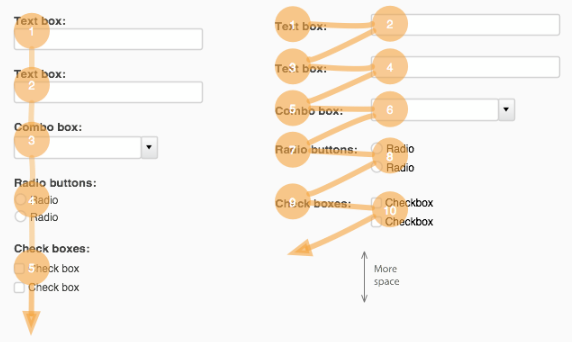 Text box:
1
Text box:
2
Combo box:
3
Radio buttons:
4 Radio
Radio
Check boxes:
5 Check box
Check box
Text box:
1 2
Text box:
3 4
Combo box:
5 6
Radio buttons:
7 8
Radio
Radio
Check boxes:
9 10
Checkbox
Checkbox
More
space